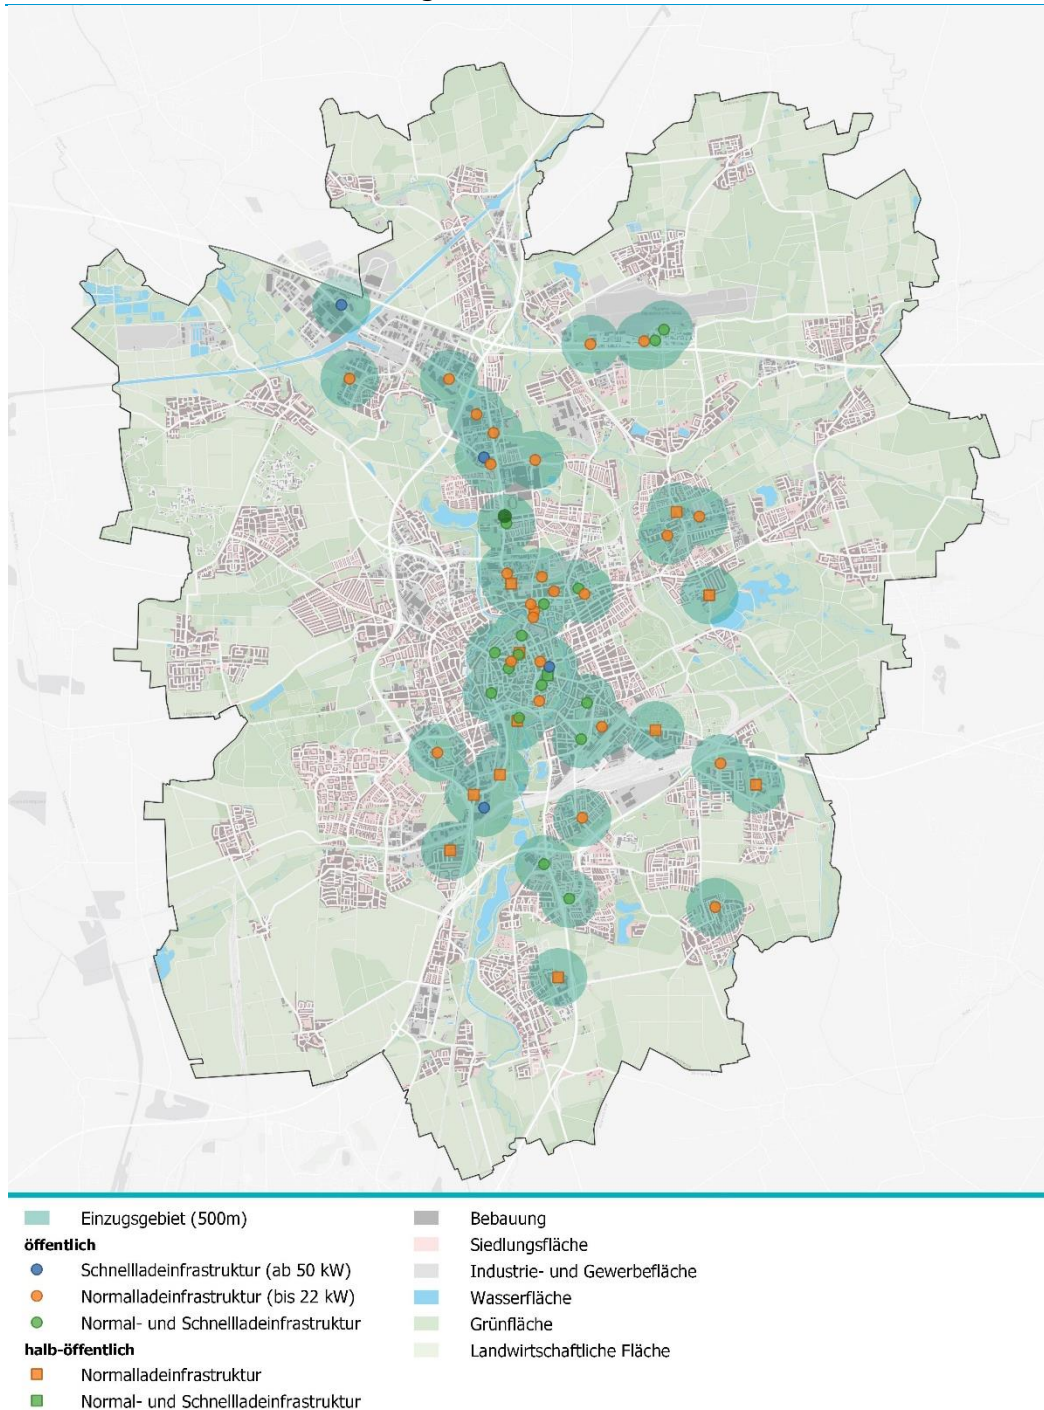 Einzugsgebiet (500m)
öffentlich
Schnellladeinfrastruktur (ab 50 kW)
Normalladeinfrastruktur (bis 22 kW)
Normal- und Schnellladeinfrastruktur
halb-öffentlich
Normalladeinfrastruktur
Normal- und Schnellladeinfrastruktur
Bebauung
Siedlungsfläche
Industrie- und Gewerbefläche
Wasserfläche
Grünfläche
Landwirtschaftliche Fläche